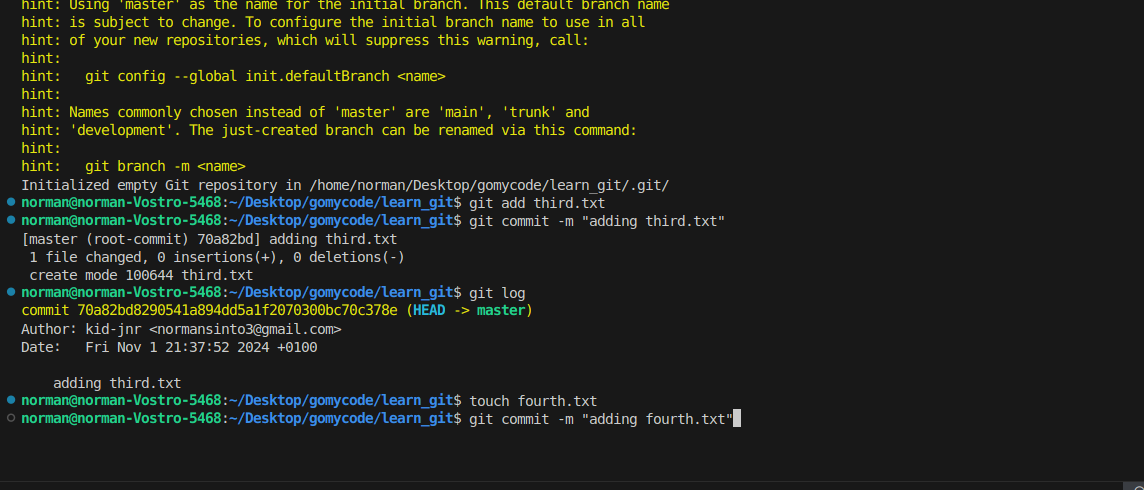 hint: Using 'master' as the name for the initial branch. This default branch name
hint: is subject to change. To configure the initial branch name to use in all
hint: of your new repositories, which will suppress this warning, call:
hint:
hint:   git config --global init.defaultBranch <name>
hint:
hint: Names commonly chosen instead of 'master' are 'main', 'trunk' and
hint: 'development'. The just-created branch can be renamed via this command:
hint:
hint:   git branch -m <name>
Initialized empty Git repository in /home/norman/Desktop/gomycode/learn_git/.git/
norman@norman-Vostro-5468:~/Desktop/gomycode/learn_git$ git add third.txt
norman@norman-Vostro-5468:~/Desktop/gomycode/learn_git$ git commit -m "adding third.txt"
[master (root-commit) 70a82bd] adding third.txt
 1 file changed, 0 insertions(+), 0 deletions(-)
 create mode 100644 third.txt
norman@norman-Vostro-5468:~/Desktop/gomycode/learn_git$ git log
commit 70a82bd8290541a894dd5a1f2070300bc70c378e (HEAD -> master)
Author: kid-jnr <normansinto3@gmail.com>
Date:   Fri Nov 1 21:37:52 2024 +0100

    adding third.txt
norman@norman-Vostro-5468:~/Desktop/gomycode/learn_git$ touch fourth.txt
norman@norman-Vostro-5468:~/Desktop/gomycode/learn_git$ git commit -m "adding fourth.txt"